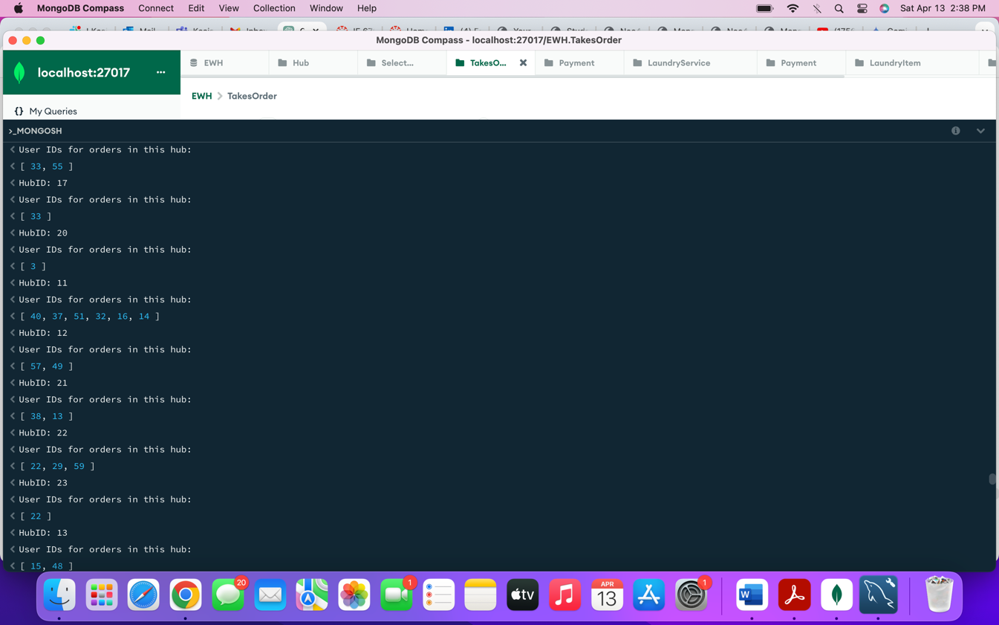 MongoDB Compass Connect Edit View Collection Window Help Sat Apr 13 2:38 PM
MongoDB Compass - localhost:27017/EWH.TakesOrder
localhost:27017 ...
EWH Hub Select... TakesO... Payment LaundryService Payment LaundryItem
EWH > TakesOrder
{} My Queries
>_MONGOSH
< User IDs for orders in this hub:
< [ 33, 55 ]
< HubID: 17
< User IDs for orders in this hub:
< [ 33 ]
< HubID: 20
< User IDs for orders in this hub:
< [ 3 ]
< HubID: 11
< User IDs for orders in this hub:
< [ 40, 37, 51, 32, 16, 14 ]
< HubID: 12
< User IDs for orders in this hub:
< [ 57, 49 ]
< HubID: 21
< User IDs for orders in this hub:
< [ 38, 13 ]
< HubID: 22
< User IDs for orders in this hub:
< [ 22, 29, 59 ]
< HubID: 23
< User IDs for orders in this hub:
< [ 22 ]
< HubID: 13
< User IDs for orders in this hub:
< [ 15, 48 ]
20 1 tv APR 13 1 W